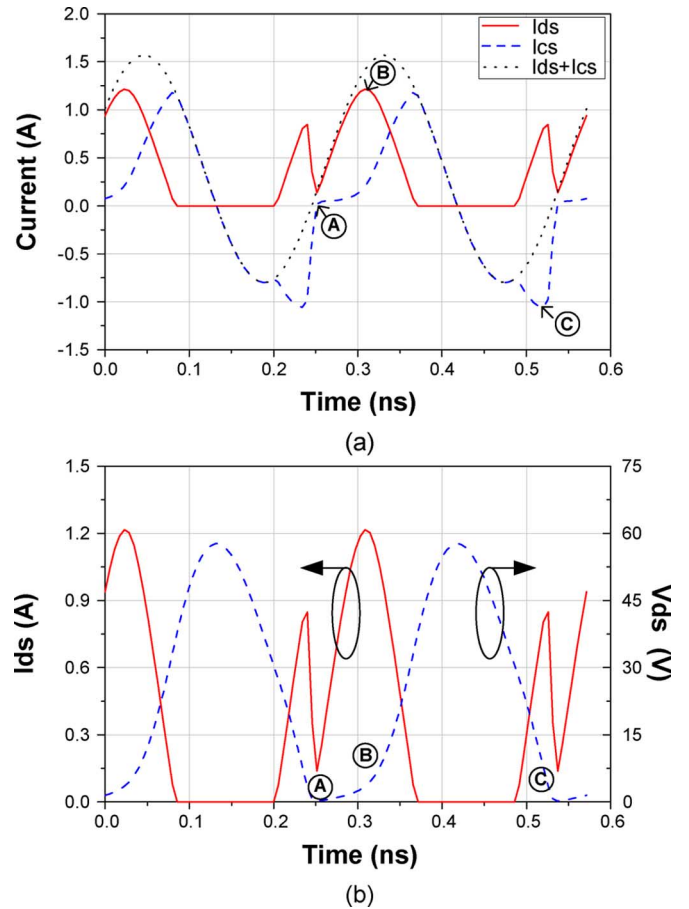 2.0
1.5
1.0
0.5
0.0
-0.5
-1.0
-1.5
Current (A)
Ids
Ics
Ids+Ics
B
A
C
0.0 0.1 0.2 0.3 0.4 0.5 0.6
Time (ns)
(a)
1.5
1.2
0.9
0.6
0.3
0.0
Ids (A)
75
60
45
30
15
0
Vds (V)
A
B
C
0.0 0.1 0.2 0.3 0.4 0.5 0.6
Time (ns)
(b)